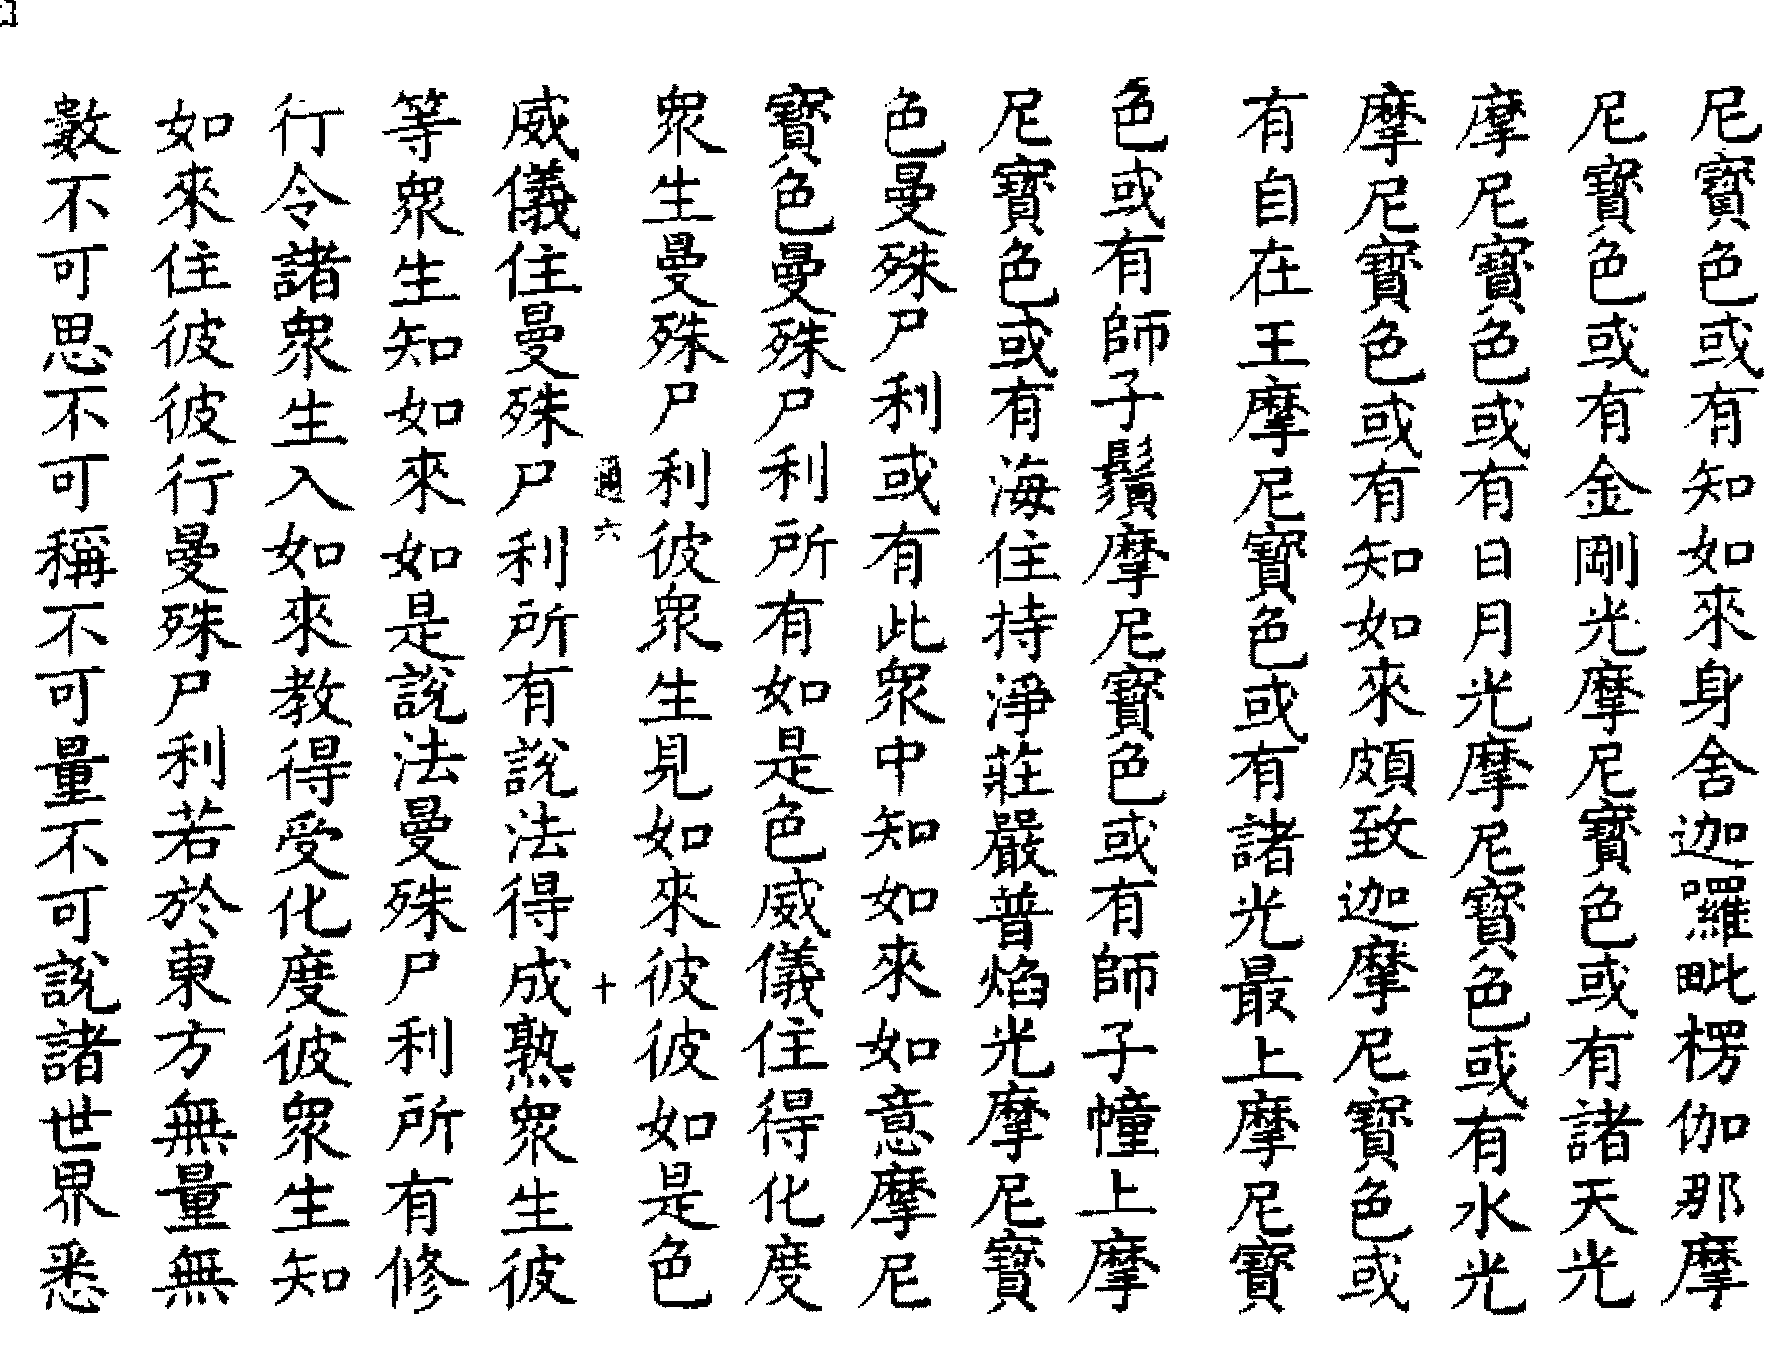 尼寶色或有知如來身舍迦囉毗楞伽那摩
尼寶色或有金剛光摩尼寶色或有諸天光
摩尼寶色或有日月光摩尼寶色或有水光
摩尼寶色或有知如來頗致迦摩尼寶色或
有自在王摩尼寶色或有諸光最上摩尼寶
色或有師子鬚摩尼寶色或有師子幢上摩
尼寶色或有海住持淨莊嚴普焰光摩尼寶
色曼殊尸利或有此衆中知如來如意摩尼
寶色曼殊尸利所有如是色威儀住得化度
衆生曼殊尸利彼衆生見如來彼彼如是色
通六 十
威儀住曼殊尸利所有說法得成熟衆生彼
等衆生知如來如是說法曼殊尸利所有修
行令諸衆生入如來教得受化度彼衆生知
如來住彼彼行曼殊尸利若於東方無量無
數不可思不可稱不可量不可說諸世界悉